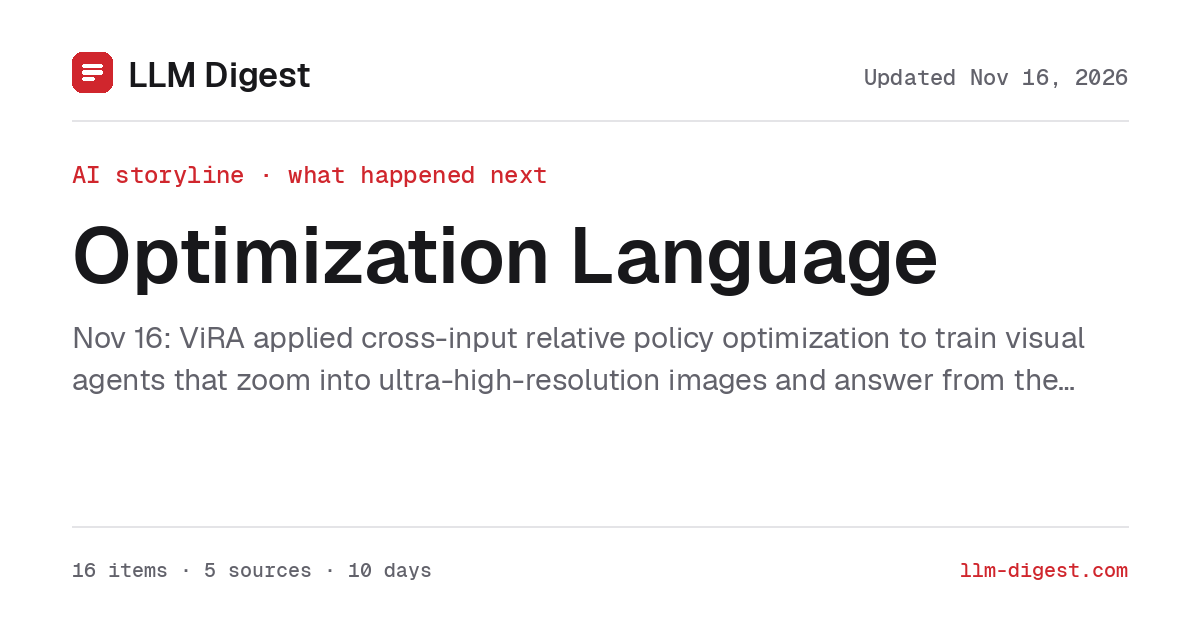 LLM Digest
Updated Nov 16, 2026
AI storyline · what happened next
Optimization Language
Nov 16: ViRA applied cross-input relative policy optimization to train visual
agents that zoom into ultra-high-resolution images and answer from the…
16 items · 5 sources · 10 days
llm-digest.com